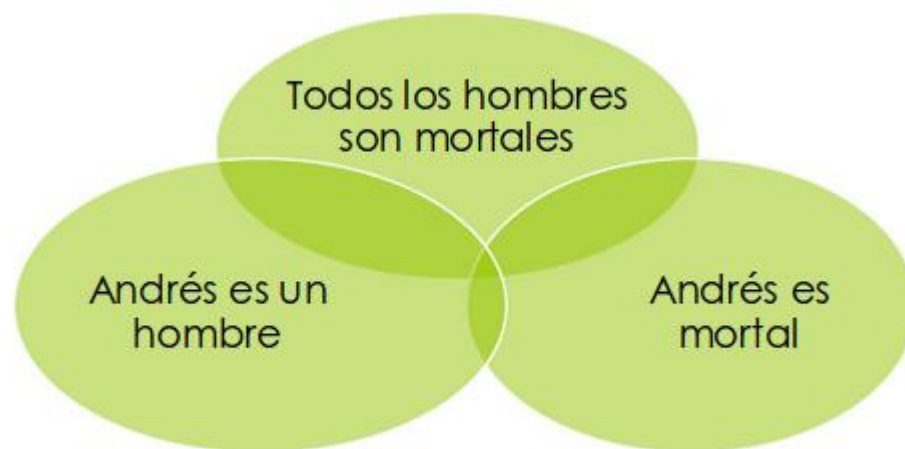 Todos los hombres
son mortales
Andrés es un
hombre
Andrés es
mortal